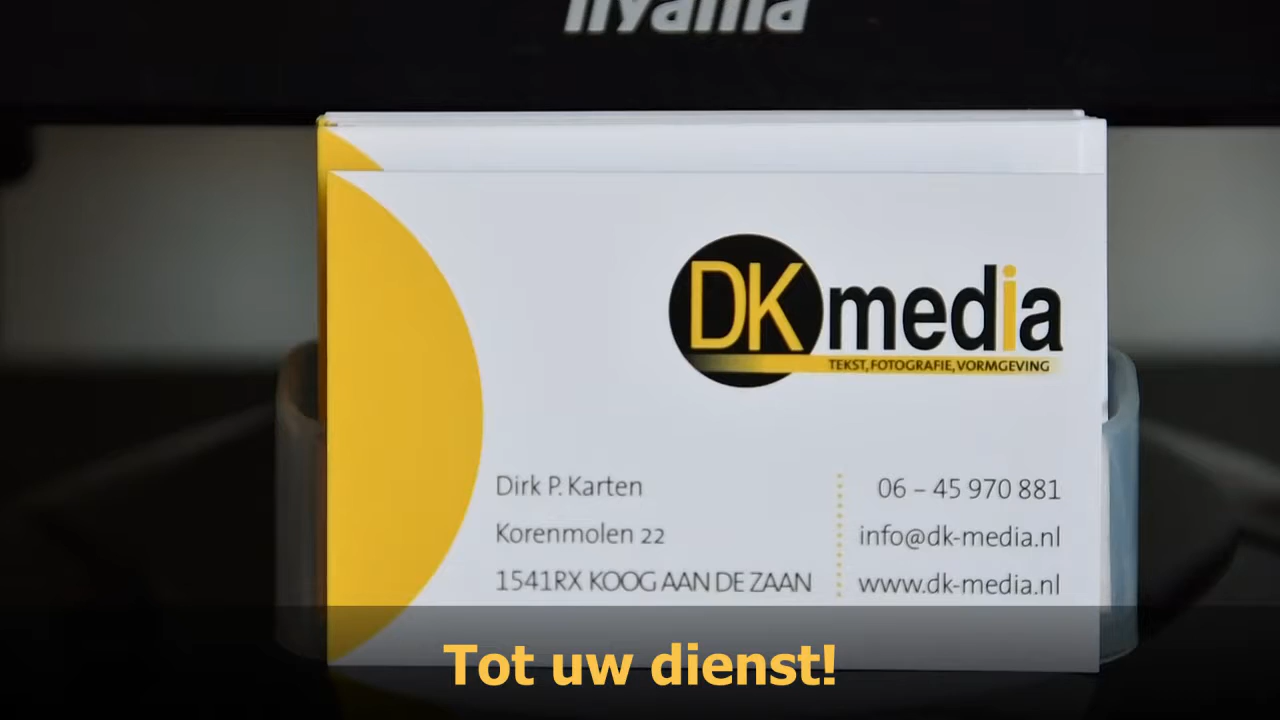 iiyama
DKmedia
TEKST, FOTOGRAFIE, VORMGEVING
Dirk P. Karten
Korenmolen 22
1541RX KOOG AAN DE ZAAN
06 – 45 970 881
info@dk-media.nl
www.dk-media.nl
Tot uw dienst!